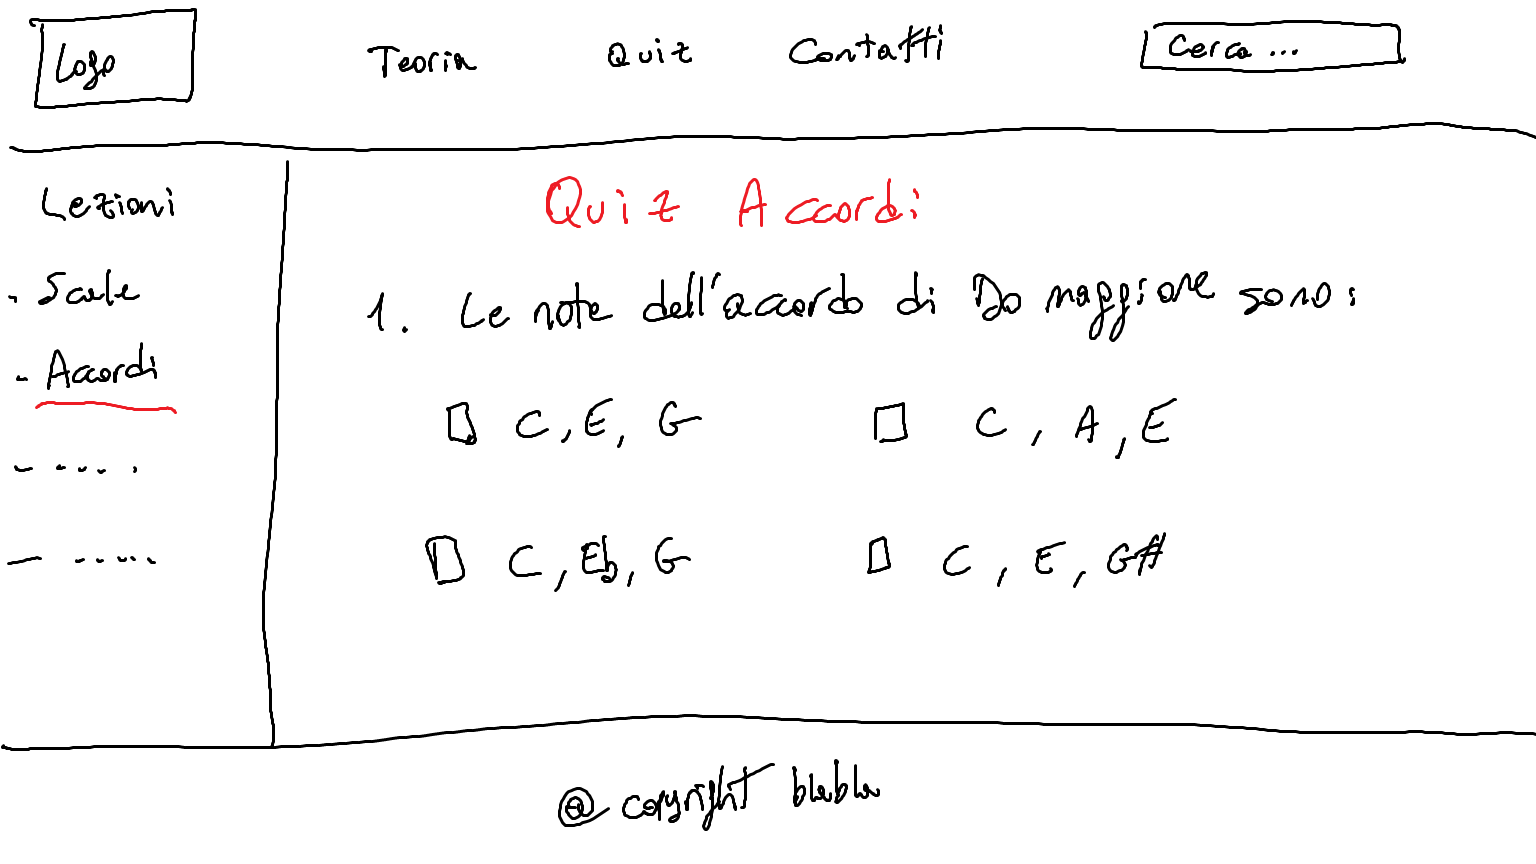 Logo Teoria Quiz Contatti Cerca ...
Lezioni
- Scale
- Accordi
- .....
- .....
Quiz Accordi
1. Le note dell'accordo di Do maggiore sono:
C, E, G
C, A, E
C, Eb, G
C, E, G#
@ copyright blabla